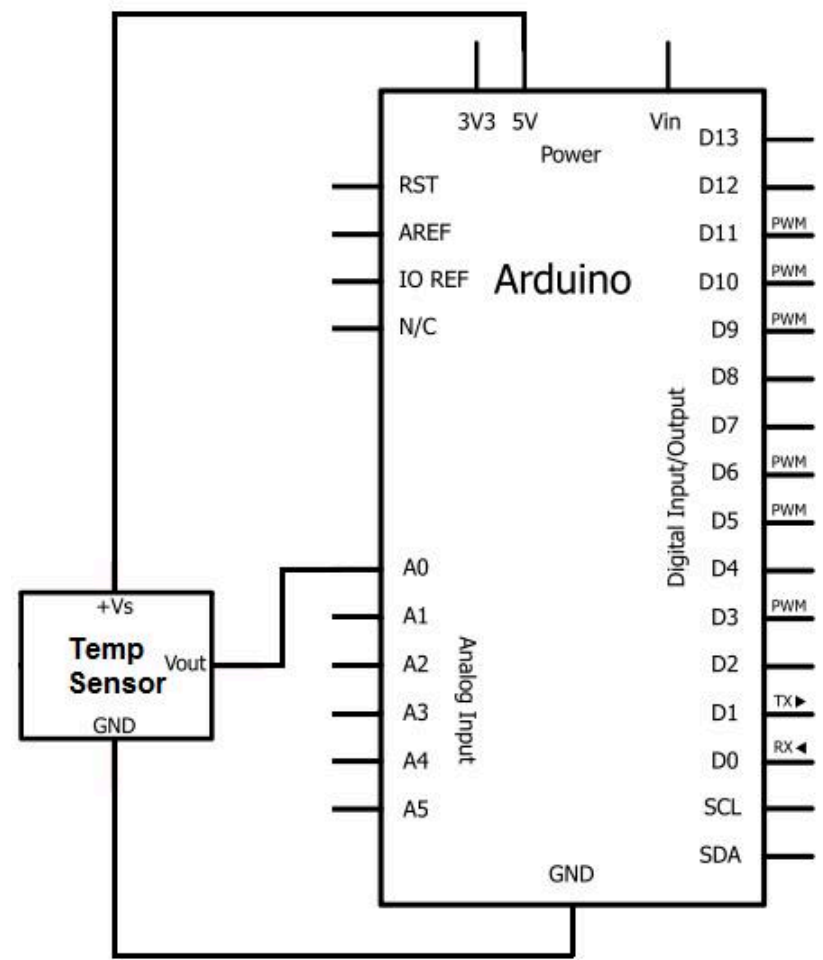 3V3 5V Vin
Power
RST
AREF
IO REF
N/C
Arduino
A0
A1
A2
A3
A4
A5
Analog Input
D13
D12
D11 PWM
D10 PWM
D9 PWM
D8
D7
D6 PWM
D5 PWM
D4
D3 PWM
D2
D1 TX▶
D0 RX◀
SCL
SDA
Digital Input/Output
GND
+Vs
Temp
Sensor
Vout
GND